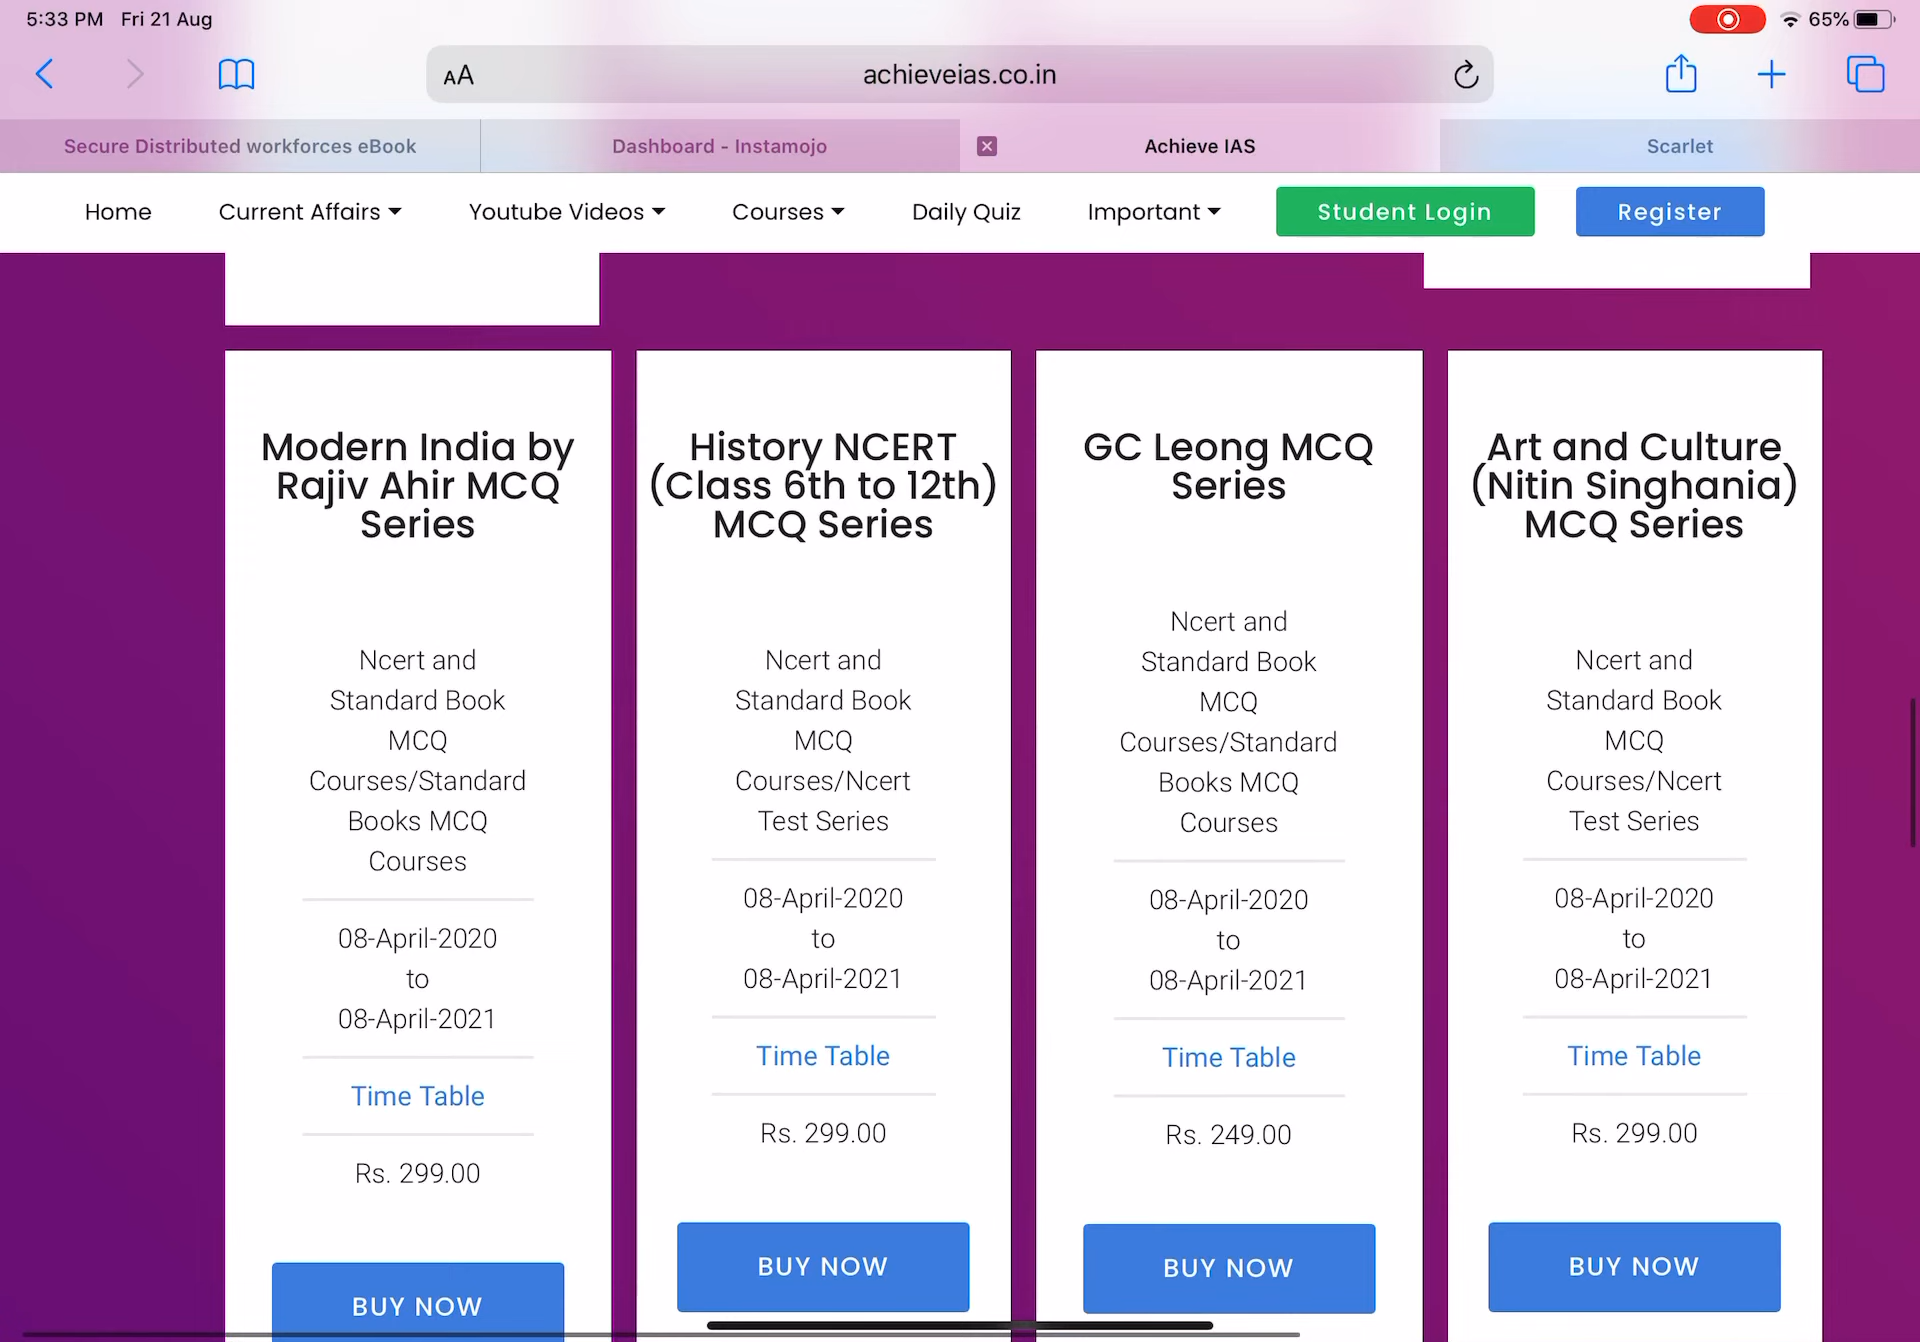 5:33 PM Fri 21 Aug
65%
AA
achieveias.co.in
Secure Distributed workforces eBook
Dashboard - Instamojo
Achieve IAS
Scarlet
Home
Current Affairs
Youtube Videos
Courses
Daily Quiz
Important
Student Login
Register
Modern India by
Rajiv Ahir MCQ
Series
Ncert and
Standard Book
MCQ
Courses/Standard
Books MCQ
Courses
08-April-2020
to
08-April-2021
Time Table
Rs. 299.00
BUY NOW
History NCERT
(Class 6th to 12th)
MCQ Series
Ncert and
Standard Book
MCQ
Courses/Ncert
Test Series
08-April-2020
to
08-April-2021
Time Table
Rs. 299.00
BUY NOW
GC Leong MCQ
Series
Ncert and
Standard Book
MCQ
Courses/Standard
Books MCQ
Courses
08-April-2020
to
08-April-2021
Time Table
Rs. 249.00
BUY NOW
Art and Culture
(Nitin Singhania)
MCQ Series
Ncert and
Standard Book
MCQ
Courses/Ncert
Test Series
08-April-2020
to
08-April-2021
Time Table
Rs. 299.00
BUY NOW